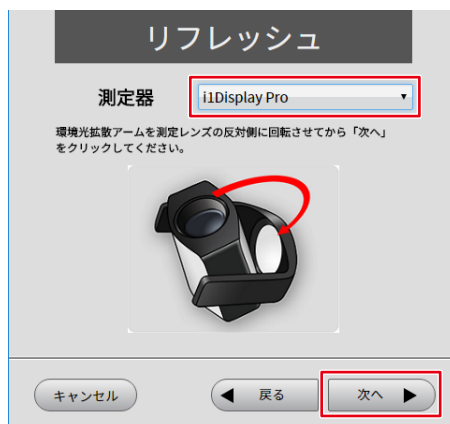 リフレッシュ
測定器 i1Display Pro
環境光拡散アームを測定レンズの反対側に回転させてから「次へ」
をクリックしてください。
キャンセル 戻る 次へ